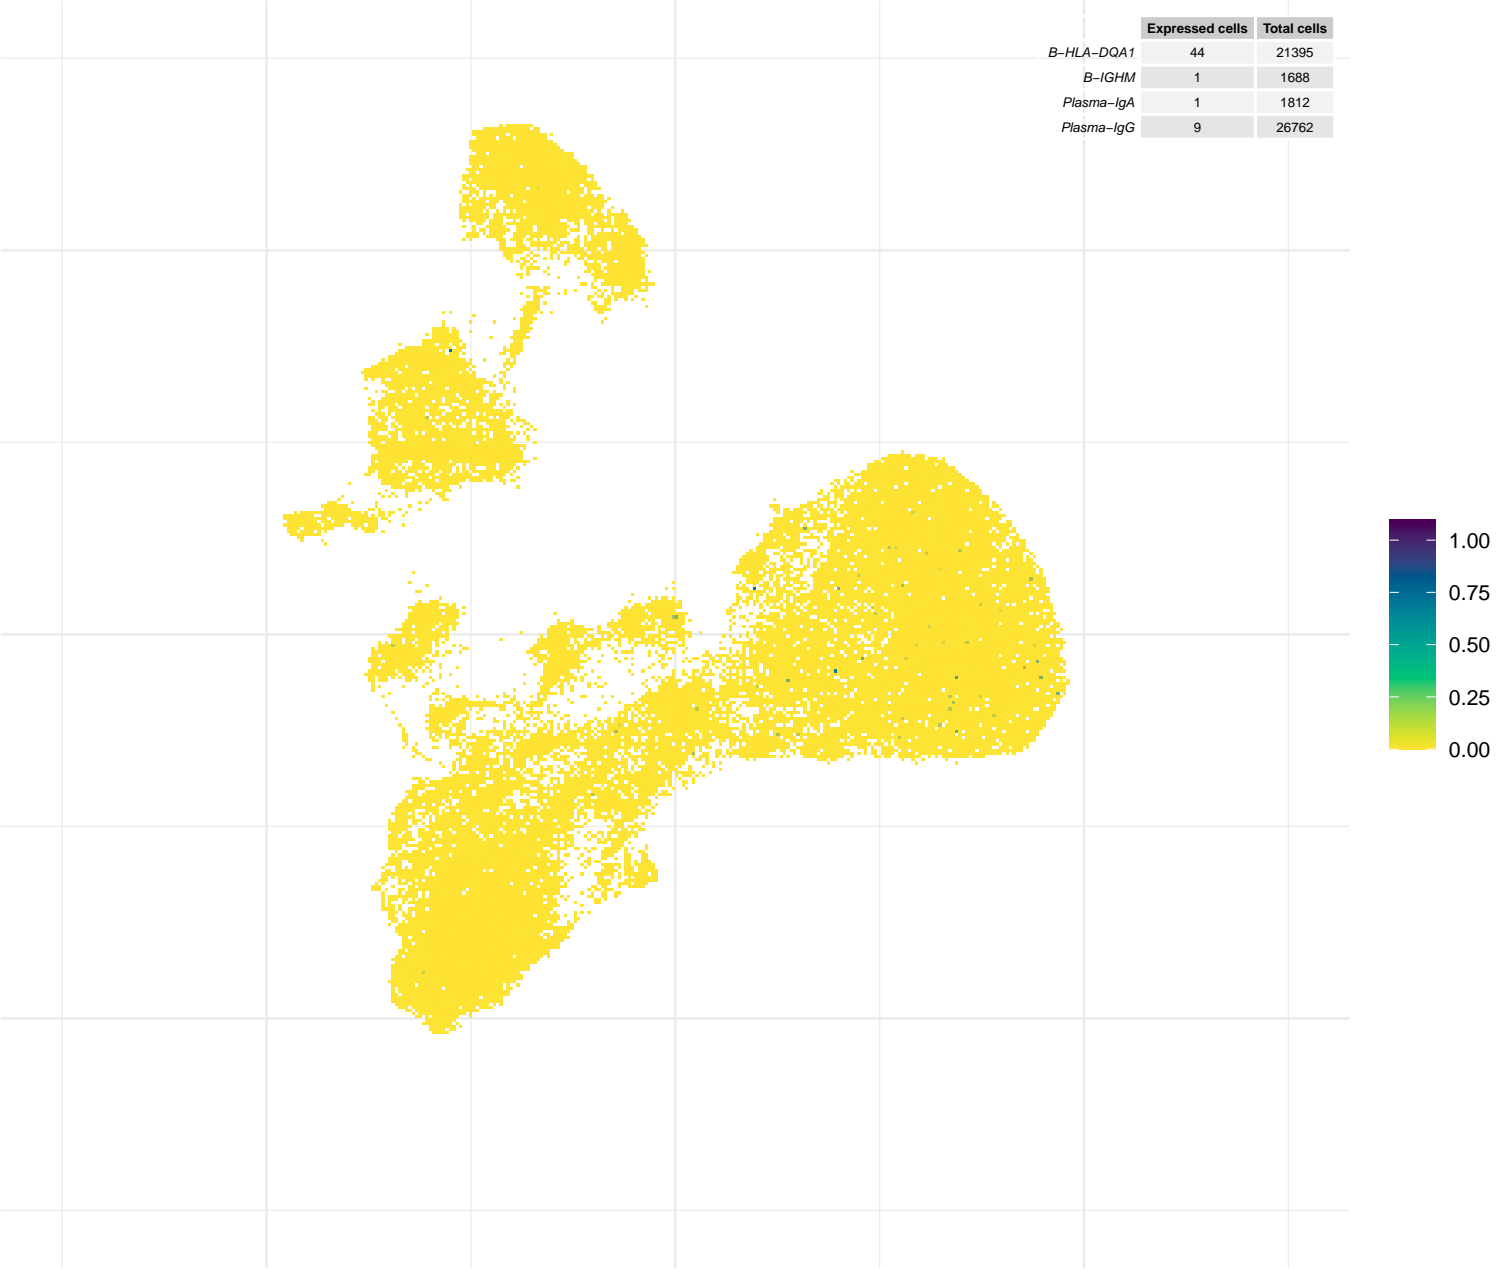 Expressed cells Total cells
B−HLA−DQA1 44 21395
B−IGHM 1 1688
Plasma−IgA 1 1812
Plasma−IgG 9 26762
1.00
0.75
0.50
0.25
0.00